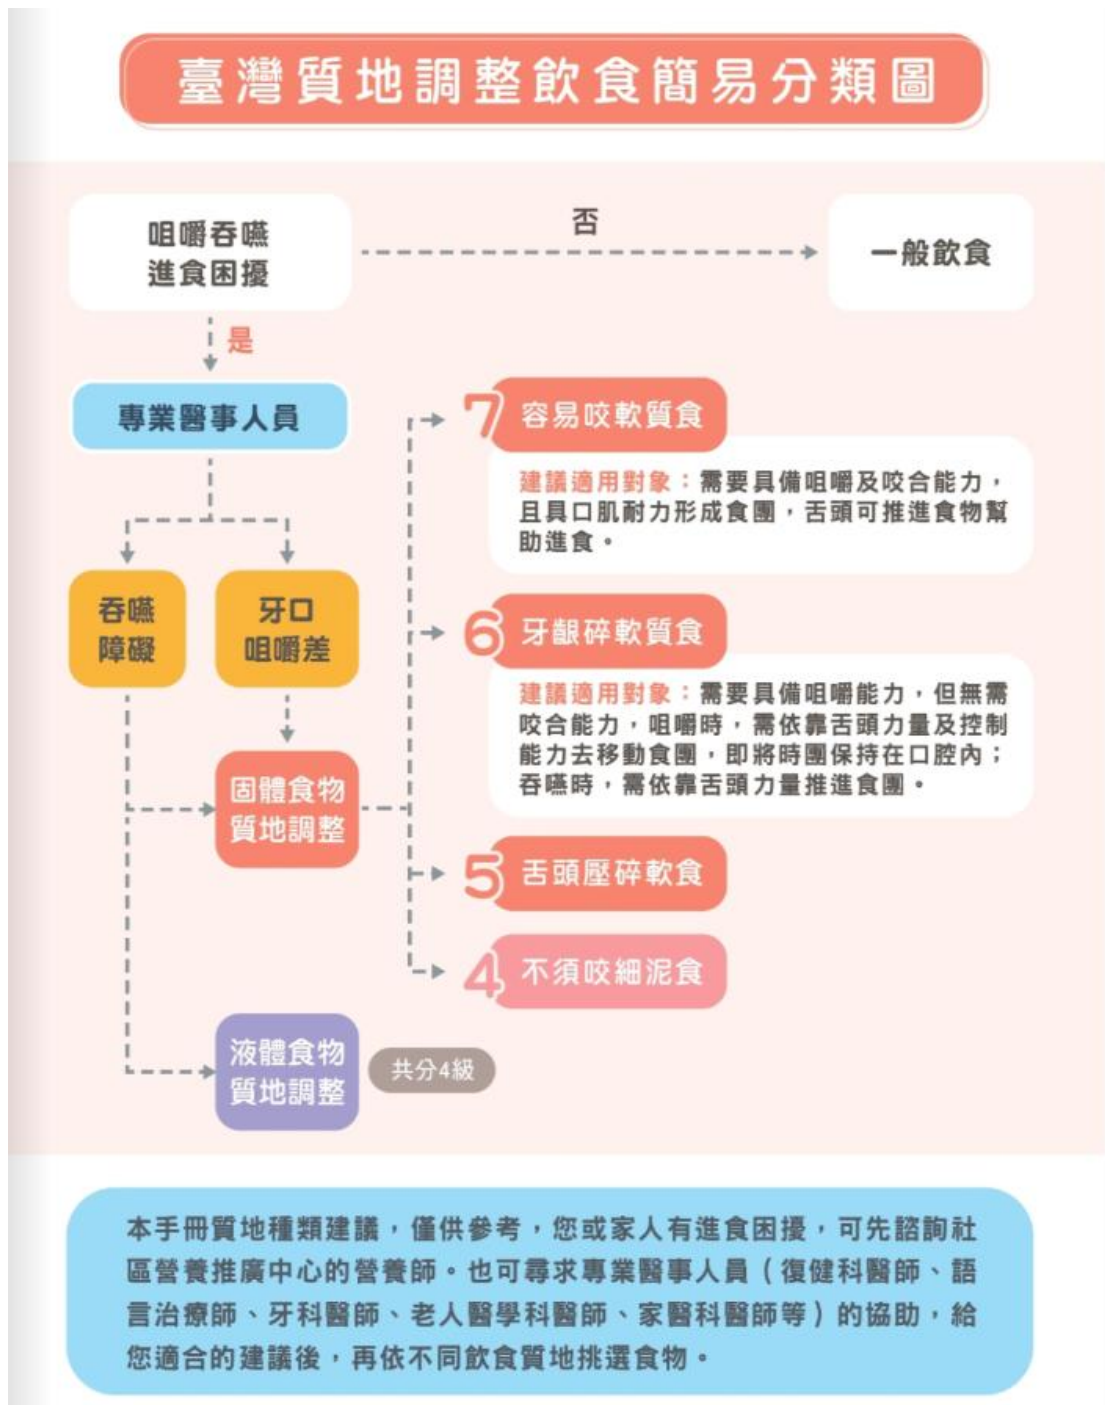 臺灣質地調整飲食簡易分類圖
咀嚼吞嚥
進食困擾
否
一般飲食
是
專業醫事人員
吞嚥
障礙
牙口
咀嚼差
固體食物
質地調整
液體食物
質地調整
共分4級
7 容易咬軟質食
建議適用對象：需要具備咀嚼及咬合能力，
且具口肌耐力形成食團，舌頭可推進食物幫
助進食。
6 牙齦碎軟質食
建議適用對象：需要具備咀嚼能力，但無需
咬合能力，咀嚼時，需依靠舌頭力量及控制
能力去移動食團，即將時團保持在口腔內；
吞嚥時，需依靠舌頭力量推進食團。
5 舌頭壓碎軟食
4 不須咬細泥食
本手冊質地種類建議，僅供參考，您或家人有進食困擾，可先諮詢社
區營養推廣中心的營養師。也可尋求專業醫事人員（復健科醫師、語
言治療師、牙科醫師、老人醫學科醫師、家醫科醫師等）的協助，給
您適合的建議後，再依不同飲食質地挑選食物。